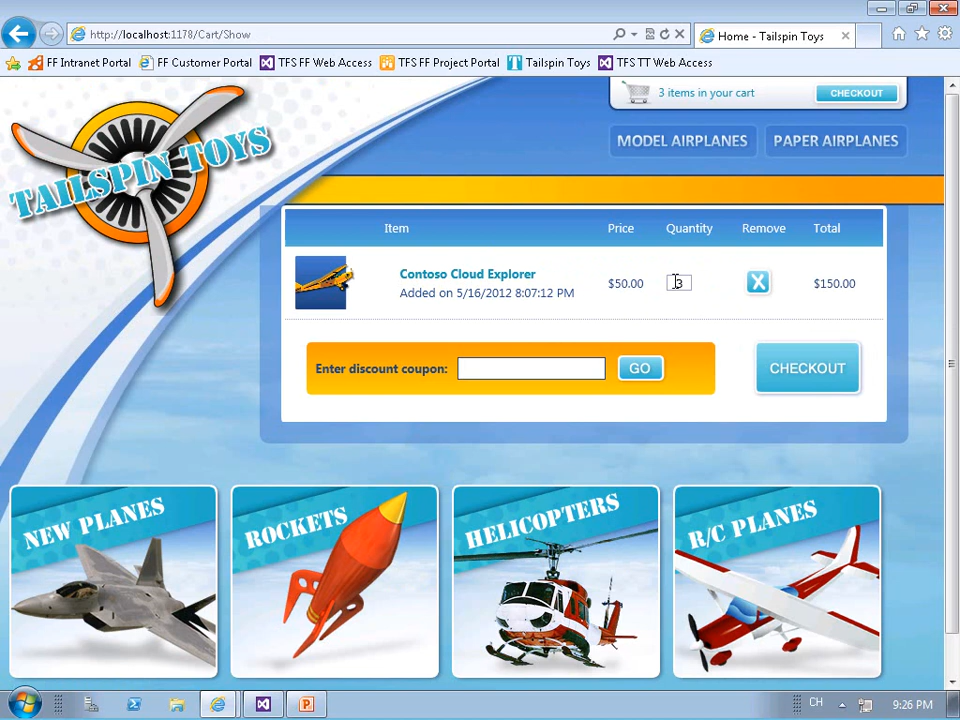 http://localhost:1178/Cart/Show
Home - Tailspin Toys
FF Intranet Portal
FF Customer Portal
TFS FF Web Access
TFS FF Project Portal
Tailspin Toys
TFS TT Web Access
3 items in your cart
CHECKOUT
MODEL AIRPLANES
PAPER AIRPLANES
TAILSPIN TOYS
Item Price Quantity Remove Total
Contoso Cloud Explorer
Added on 5/16/2012 8:07:12 PM
$50.00 3 X $150.00
Enter discount coupon: GO
CHECKOUT
NEW PLANES
ROCKETS
HELICOPTERS
R/C PLANES
CH
9:26 PM